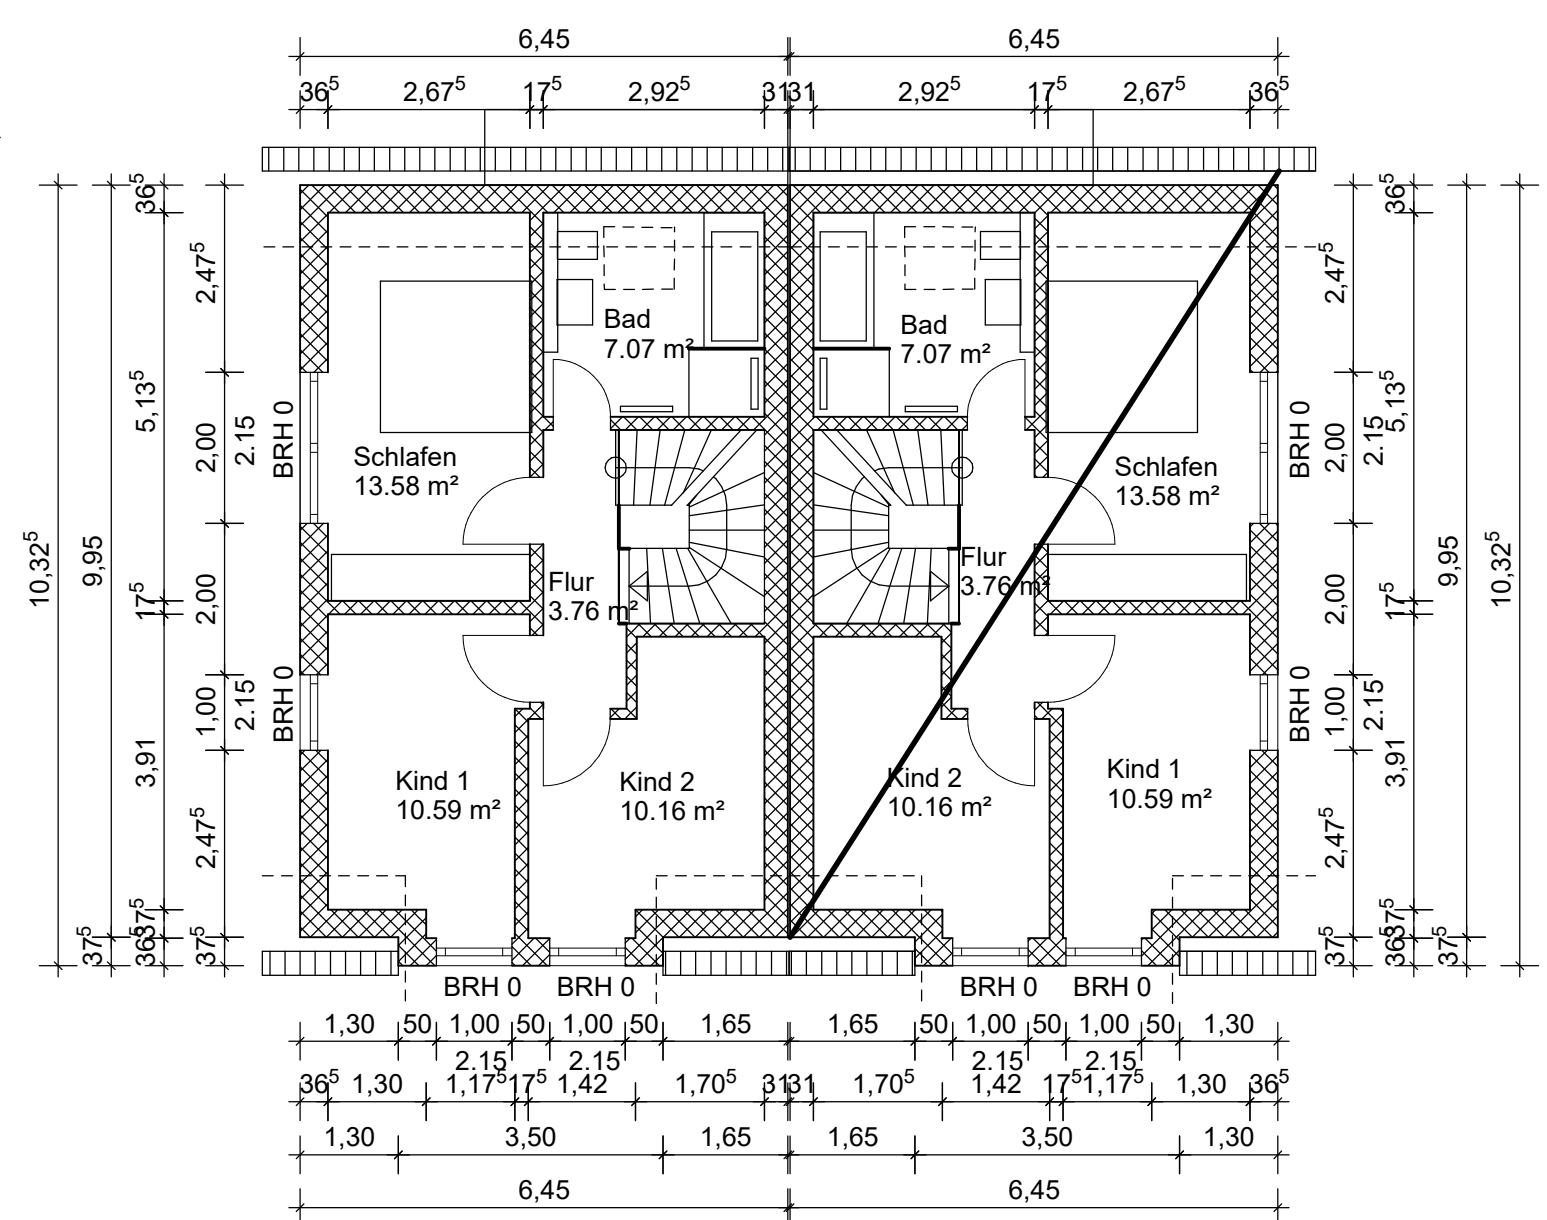 6,45 6,45
36⁵ 2,67⁵ 17⁵ 2,92⁵ 31 31 2,92⁵ 17⁵ 2,67⁵ 36⁵
36⁵ 36⁵
2,47⁵ 2,47⁵
Bad
7.07 m²
Bad
7.07 m²
5,13⁵ 2,00 2.15 BRH 0
BRH 0 2,00 2.15 5,13⁵
Schlafen
13.58 m²
Schlafen
13.58 m²
10,32⁵ 9,95 17⁵ 2,00
2,00 17⁵ 9,95 10,32⁵
Flur
3.76 m²
Flur
3.76 m²
3,91 1,00 2.15 BRH 0
BRH 0 1,00 2.15 3,91
Kind 1
10.59 m²
Kind 2
10.16 m²
Kind 2
10.16 m²
Kind 1
10.59 m²
2,47⁵ 2,47⁵
37⁵ 36⁵ 37⁵ 37⁵
37⁵ 36⁵ 37⁵ 37⁵
BRH 0 BRH 0 BRH 0 BRH 0
1,30 50 1,00 50 1,00 50 1,65 1,65 50 1,00 50 1,00 50 1,30
2.15 2.15 2.15 2.15
36⁵ 1,30 1,17⁵ 17⁵ 1,42 1,70⁵ 31 31 1,70⁵ 1,42 17⁵ 1,17⁵ 1,30 36⁵
1,30 3,50 1,65 1,65 3,50 1,30
6,45 6,45